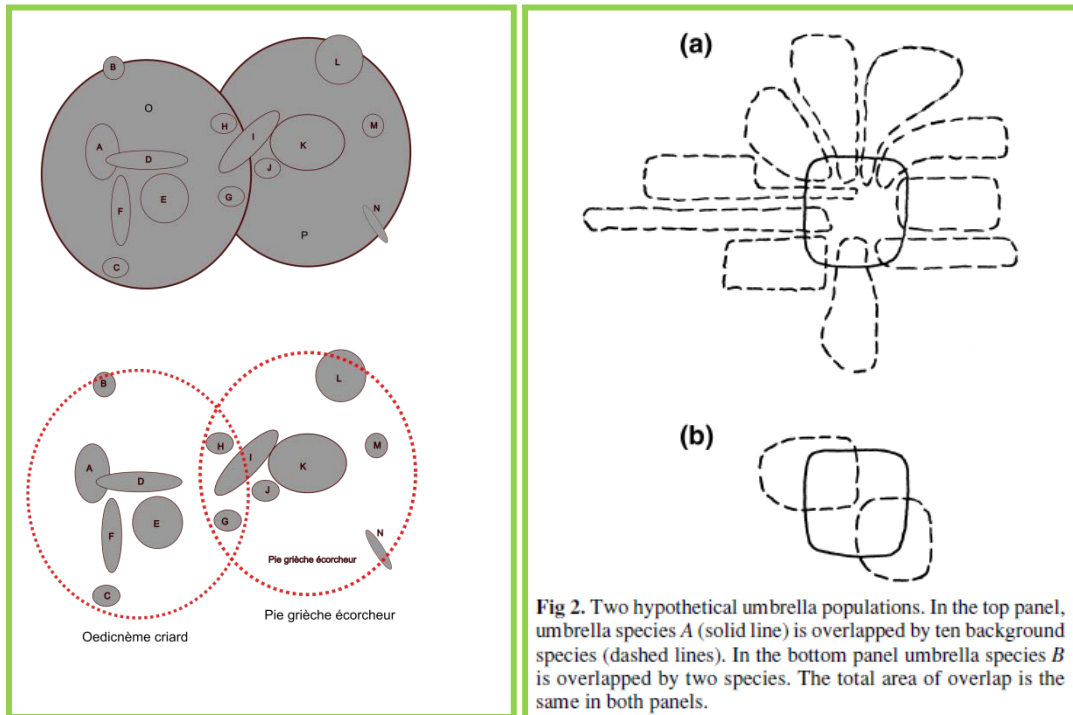 B
O
L
H
I
M
A
K
D
J
E
F
G
N
P
C
B
L
H
M
I
A
K
D
J
E
G
F
N
Pie grièche écorcheur
C
Pie grièche écorcheur
Oedicnème criard
(a)
(b)
Fig 2. Two hypothetical umbrella populations. In the top panel,
umbrella species A (solid line) is overlapped by ten background
species (dashed lines). In the bottom panel umbrella species B
is overlapped by two species. The total area of overlap is the
same in both panels.